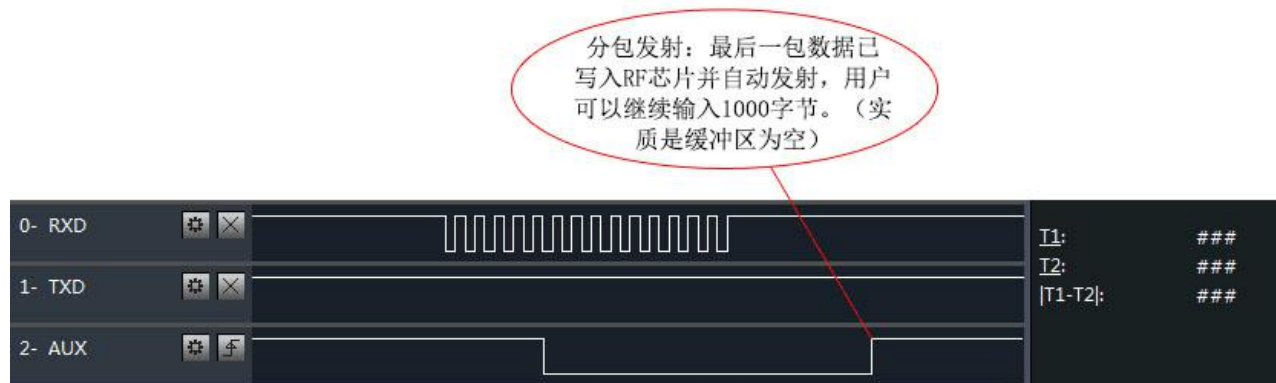 分包发射：最后一包数据已
写入RF芯片并自动发射，用户
可以继续输入1000字节。（实
质是缓冲区为空）
0- RXD
T1: ###
T2: ###
1- TXD
|T1-T2|: ###
2- AUX